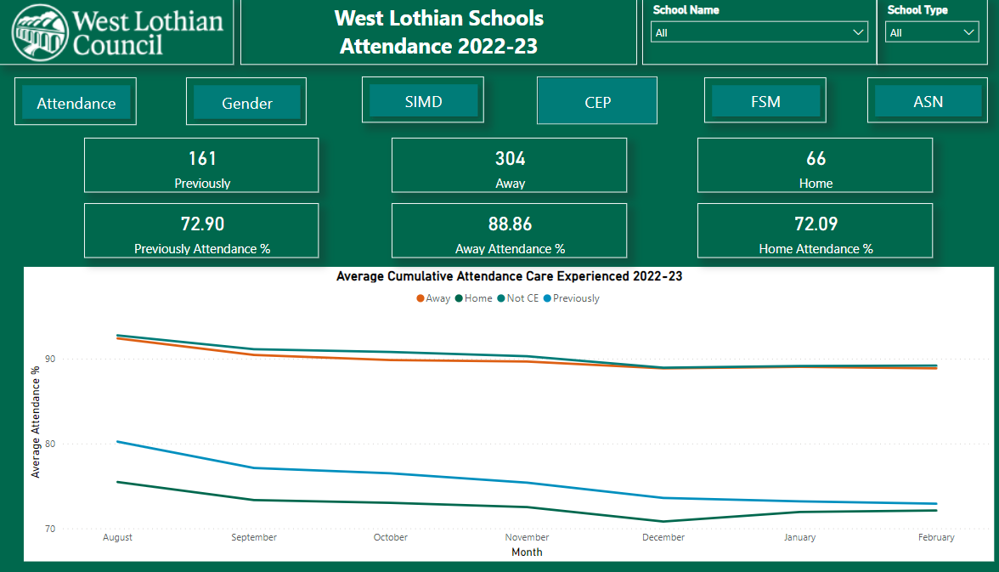 West Lothian
Council
West Lothian Schools
Attendance 2022-23
School Name
All
School Type
All
Attendance
Gender
SIMD
CEP
FSM
ASN
161
Previously
304
Away
66
Home
72.90
Previously Attendance %
88.86
Away Attendance %
72.09
Home Attendance %
Average Cumulative Attendance Care Experienced 2022-23
Away Home Not CE Previously
Average Attendance %
90
80
70
August September October November December January February
Month